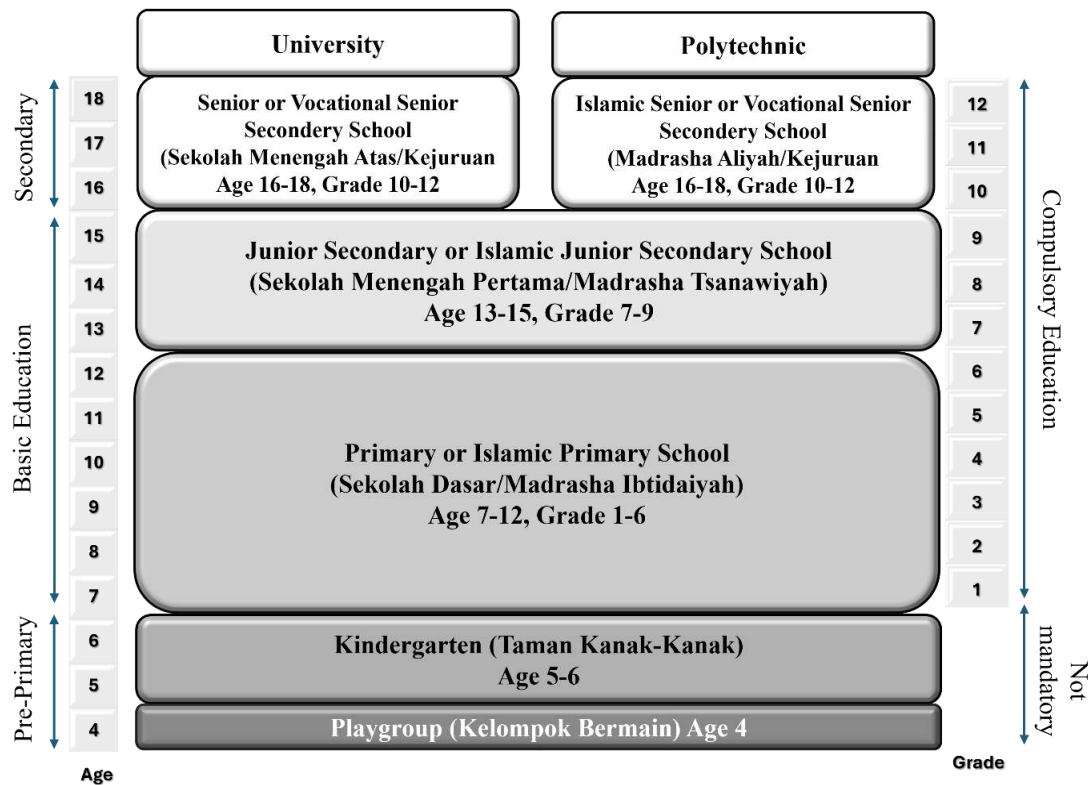 University
Polytechnic
Secondary
18
17
16
Senior or Vocational Senior
Secondery School
(Sekolah Menengah Atas/Kejuruan
Age 16-18, Grade 10-12
Islamic Senior or Vocational Senior
Secondery School
(Madrasha Aliyah/Kejuruan
Age 16-18, Grade 10-12
12
11
10
Basic Education
15
14
13
12
11
10
9
8
7
Junior Secondary or Islamic Junior Secondary School
(Sekolah Menengah Pertama/Madrasha Tsanawiyah)
Age 13-15, Grade 7-9
Primary or Islamic Primary School
(Sekolah Dasar/Madrasha Ibtidaiyah)
Age 7-12, Grade 1-6
9
8
7
6
5
4
3
2
1
Compulsory Education
Pre-Primary
6
5
4
Kindergarten (Taman Kanak-Kanak)
Age 5-6
Playgroup (Kelompok Bermain) Age 4
Not
mandatory
Age
Grade